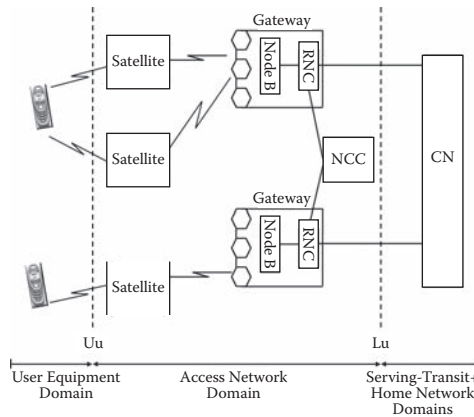 Gateway
Satellite
Node B
RNC
Satellite
NCC
CN
Gateway
Satellite
Node B
RNC
Uu
Lu
User Equipment
Domain
Access Network
Domain
Serving-Transit+
Home Network
Domains